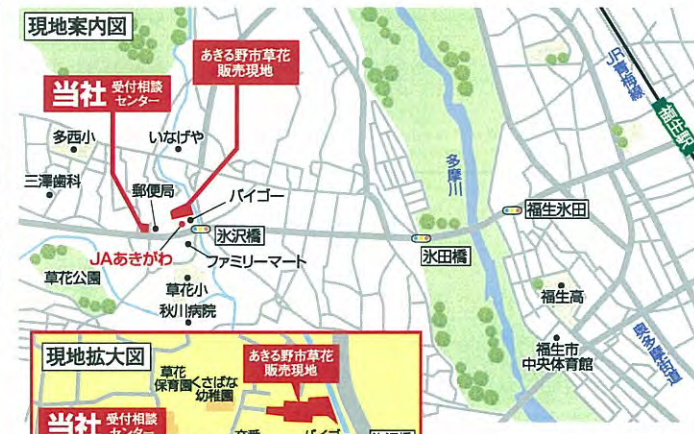 現地案内図
あきる野市草花
販売現地
当社 受付相談
センター
多西小
いなげや
三澤歯科
郵便局
バイゴー
氷沢橋
JAあきがわ
ファミリーマート
草花公園
草花小
秋川病院
多摩川
氷田橋
福生氷田
JR青梅線
福生駅
福生高
福生市
中央体育館
奥多摩街道
現地拡大図
あきる野市草花
販売現地
草花
保育園
くさばな
幼稚園
当社 受付相談